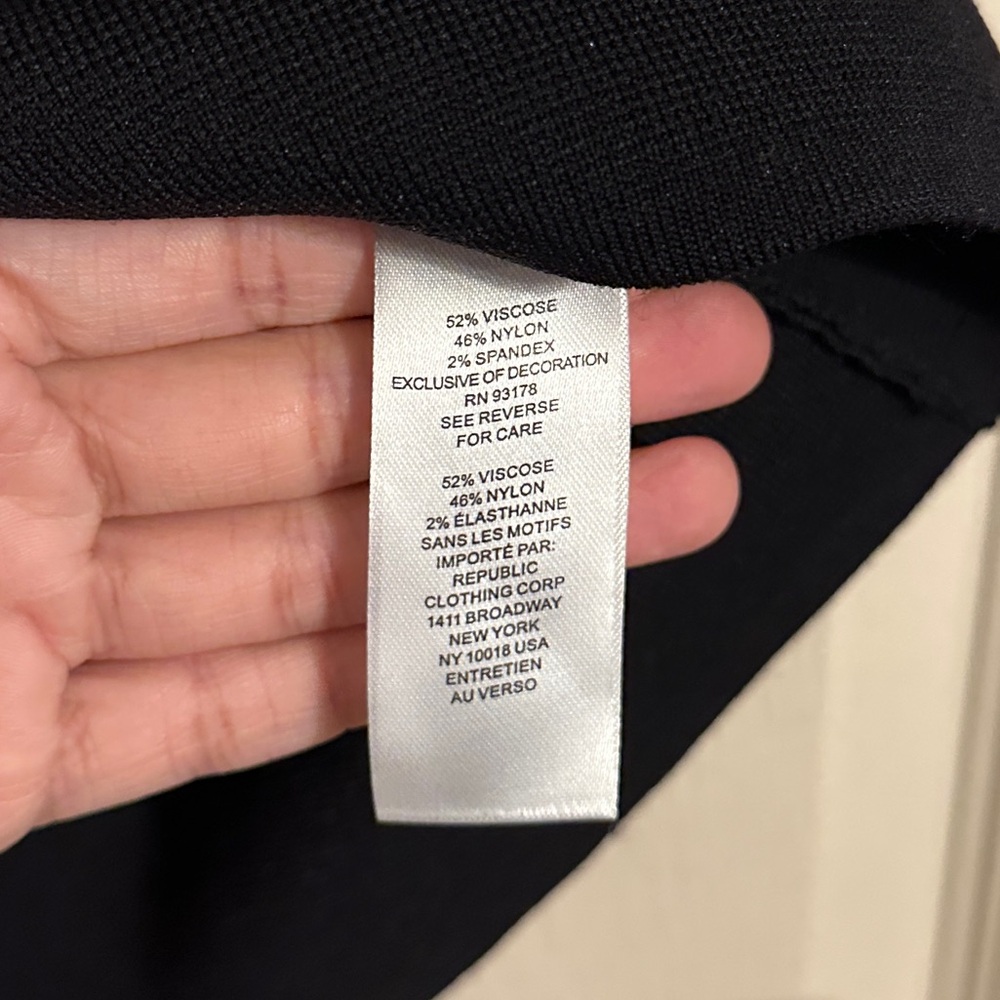 52% VISCOSE
46% NYLON
2% SPANDEX
EXCLUSIVE OF DECORATION
RN 93178
SEE REVERSE
FOR CARE
52% VISCOSE
46% NYLON
2% ÉLASTHANNE
SANS LES MOTIFS
IMPORTÉ PAR:
REPUBLIC
CLOTHING CORP
1411 BROADWAY
NEW YORK
NY 10018 USA
ENTRETIEN
AU VERSO